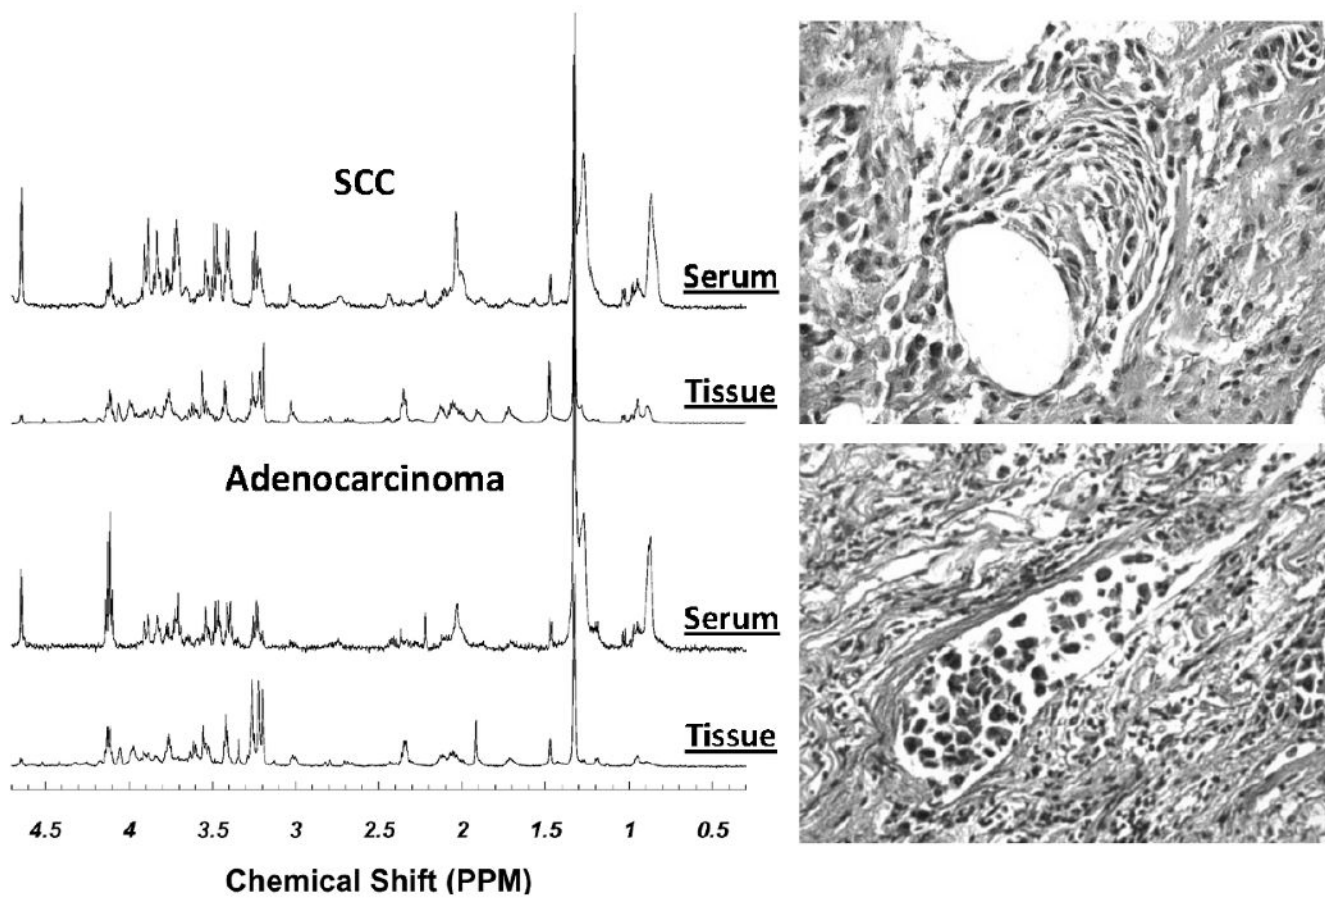 SCC
Serum
Tissue
Adenocarcinoma
Serum
Tissue
4.5 4 3.5 3 2.5 2 1.5 1 0.5
Chemical Shift (PPM)